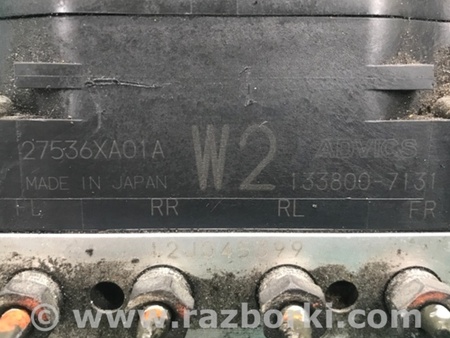 27536XA01A W2 ADVICS
MADE IN JAPAN 133800-7131
FL RR RL FR
www.razborki.com